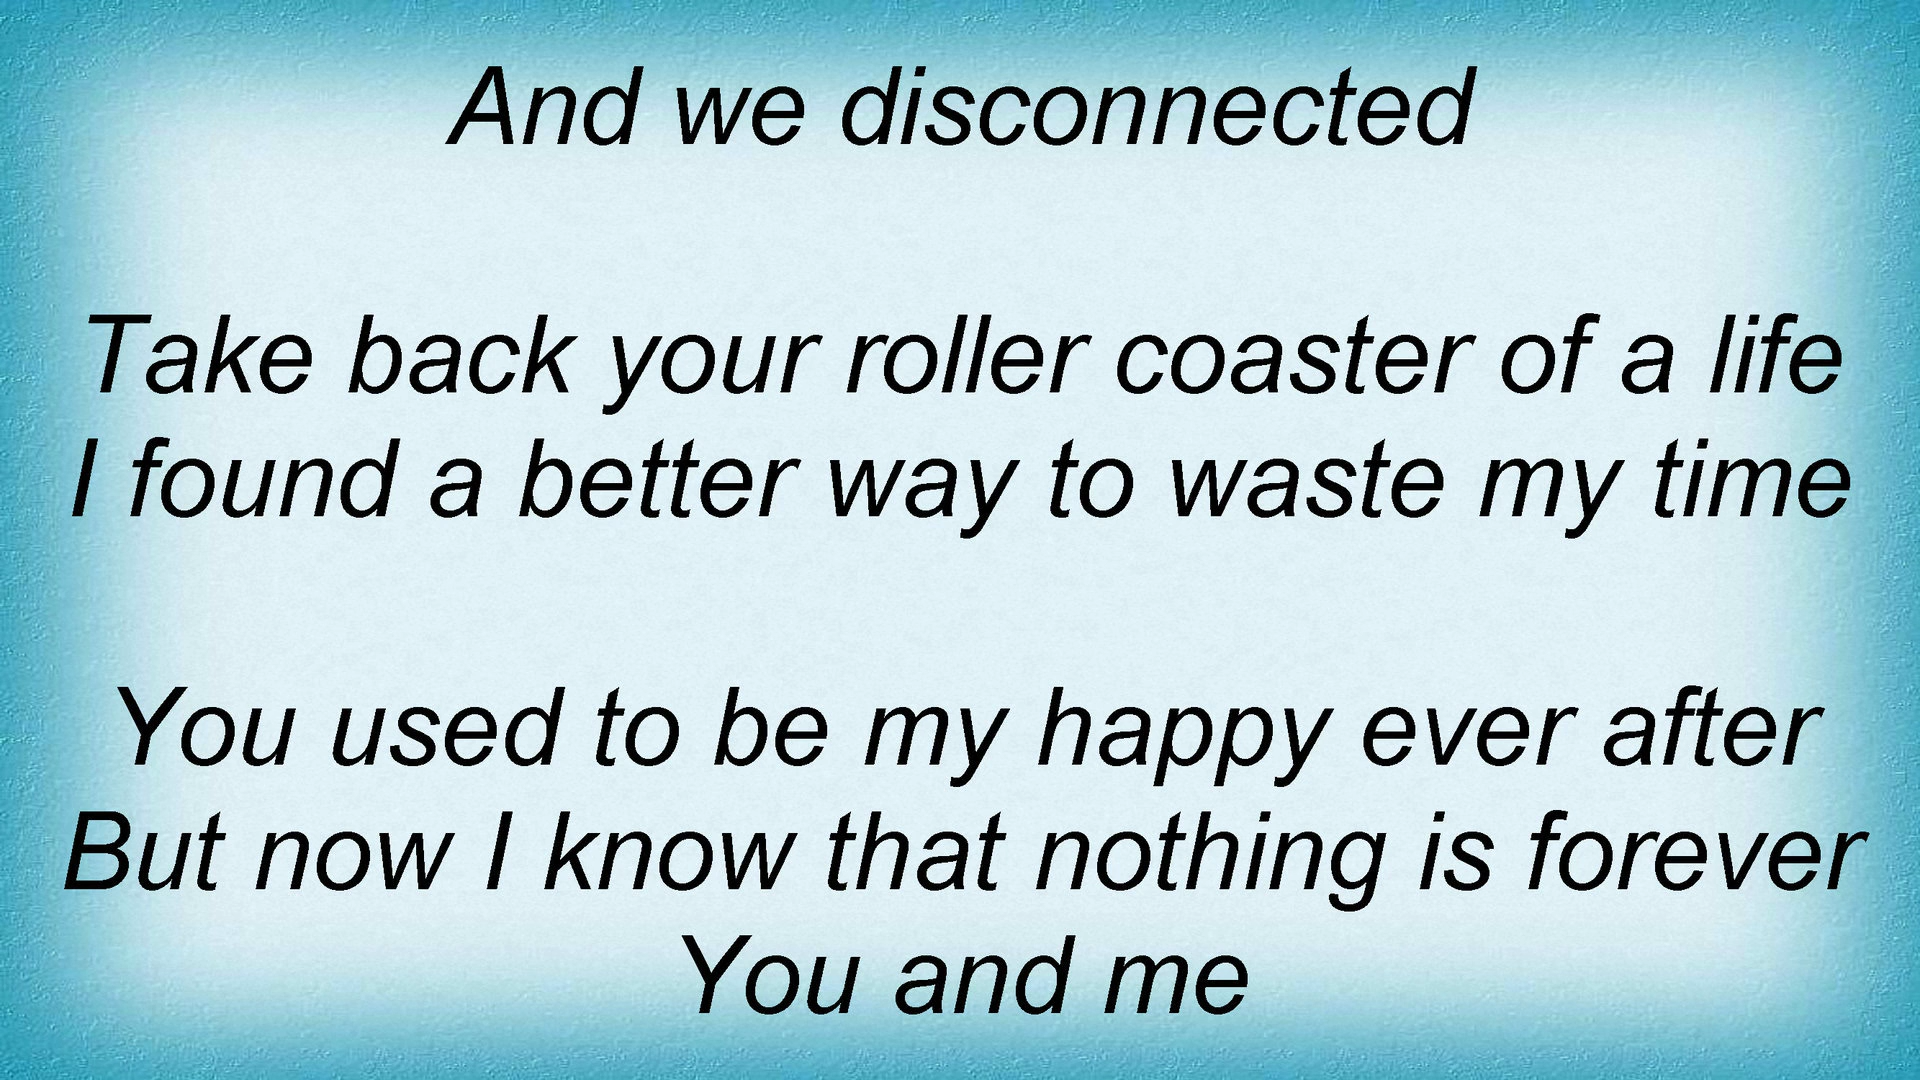 And we disconnected
Take back your roller coaster of a life
I found a better way to waste my time
You used to be my happy ever after
But now I know that nothing is forever
You and me